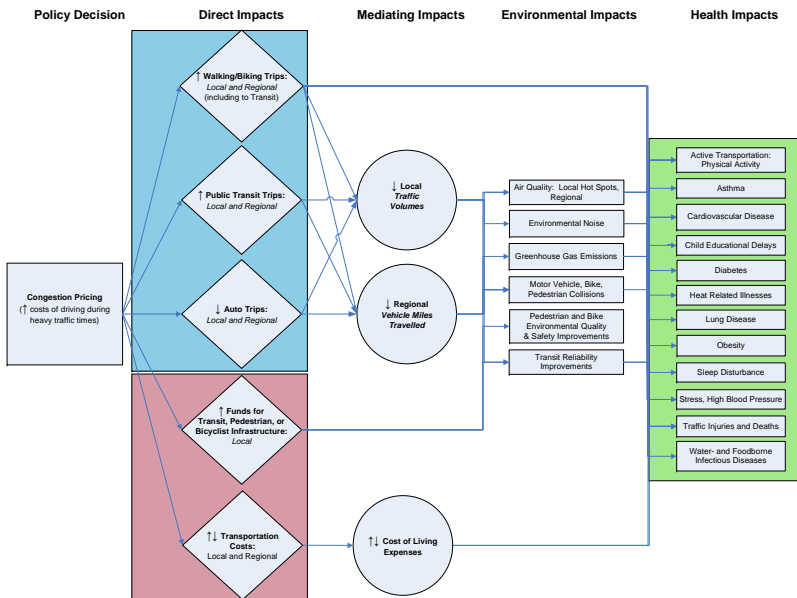 Policy Decision
Direct Impacts
Mediating Impacts
Environmental Impacts
Health Impacts
Congestion Pricing
(↑ costs of driving during
heavy traffic times)
↑ Walking/Biking Trips:
Local and Regional
(including to Transit)
↑ Public Transit Trips:
Local and Regional
↓ Auto Trips:
Local and Regional
↑ Funds for
Transit, Pedestrian, or
Bicyclist Infrastructure:
Local
↑↓ Transportation
Costs:
Local and Regional
↓ Local
Traffic
Volumes
↓ Regional
Vehicle Miles
Travelled
↑↓ Cost of Living
Expenses
Air Quality: Local Hot Spots,
Regional
Environmental Noise
Greenhouse Gas Emissions
Motor Vehicle, Bike,
Pedestrian Collisions
Pedestrian and Bike
Environmental Quality
& Safety Improvements
Transit Reliability
Improvements
Active Transportation:
Physical Activity
Asthma
Cardiovascular Disease
Child Educational Delays
Diabetes
Heat Related Illnesses
Lung Disease
Obesity
Sleep Disturbance
Stress, High Blood Pressure
Traffic Injuries and Deaths
Water- and Foodborne
Infectious Diseases